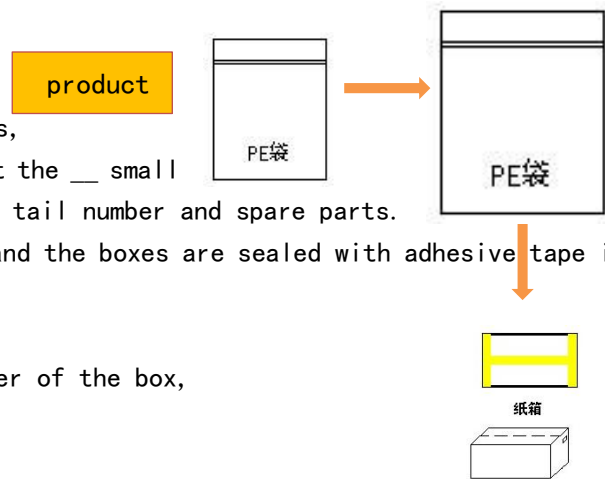 product
s,
PE袋
t the __ small
PE袋
tail number and spare parts.
and the boxes are sealed with adhesive tape i
er of the box,
纸箱